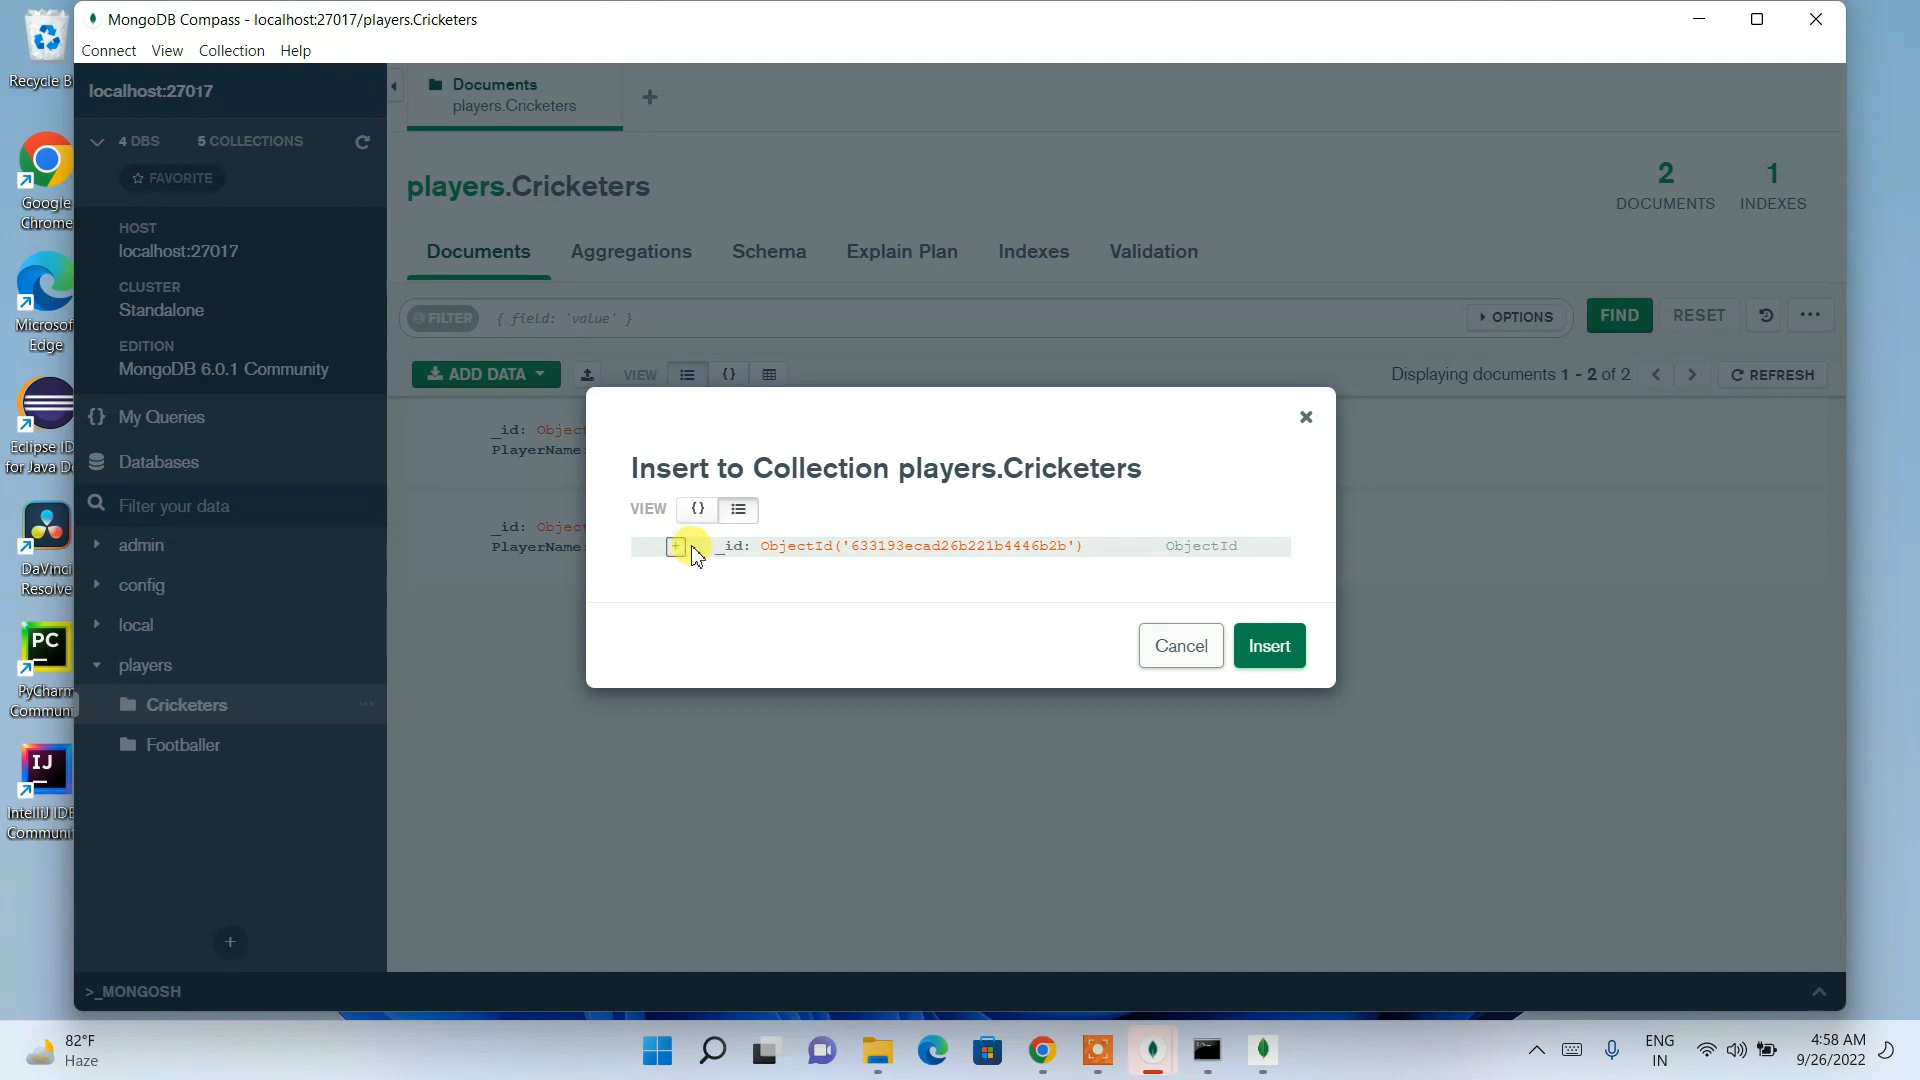 Recycle B
Google
Chrome
Microsof
Edge
Eclipse ID
for Java De
DaVinci
Resolve
PC
PyCharm
Communi
IJ
IntelliJ IDE
Communi
MongoDB Compass - localhost:27017/players.Cricketers
Connect View Collection Help
localhost:27017
4 DBS 5 COLLECTIONS
FAVORITE
HOST
localhost:27017
CLUSTER
Standalone
EDITION
MongoDB 6.0.1 Community
{} My Queries
Databases
Filter your data
admin
config
local
players
Cricketers ...
Footballer
+
>_MONGOSH
Documents
players.Cricketers
+
players.Cricketers
2
DOCUMENTS
1
INDEXES
Documents Aggregations Schema Explain Plan Indexes Validation
FILTER { field: 'value' } OPTIONS FIND RESET ...
ADD DATA VIEW {} Displaying documents 1 - 2 of 2 < > REFRESH
_id: Object
PlayerName:
_id: Object
PlayerName:
×
Insert to Collection players.Cricketers
VIEW {}
+ _id: ObjectId('633193ecad26b221b4446b2b') ObjectId
Cancel Insert
82°F
Haze
ENG
IN
4:58 AM
9/26/2022